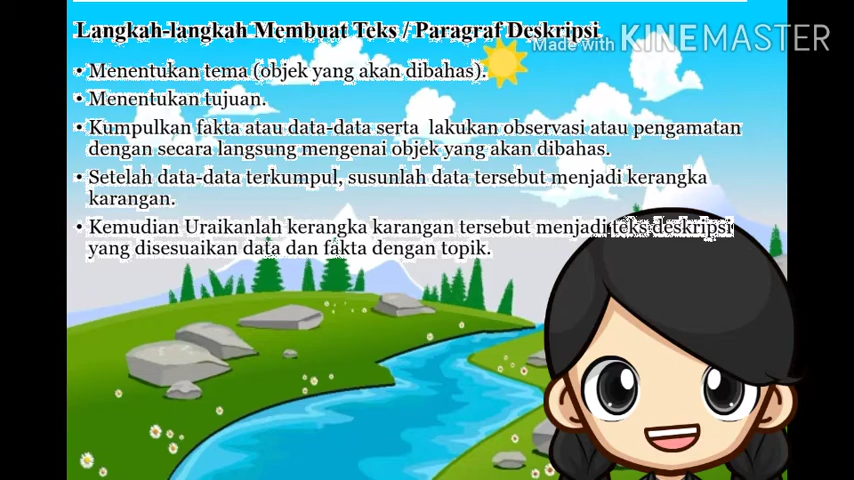 Langkah-langkah Membuat Teks / Paragraf Deskripsi
Made with KINEMASTER
• Menentukan tema (objek yang akan dibahas).
• Menentukan tujuan.
• Kumpulkan fakta atau data-data serta lakukan observasi atau pengamatan
dengan secara langsung mengenai objek yang akan dibahas.
• Setelah data-data terkumpul, susunlah data tersebut menjadi kerangka
karangan.
• Kemudian Uraikanlah kerangka karangan tersebut menjadi teks deskripsi
yang disesuaikan data dan fakta dengan topik.